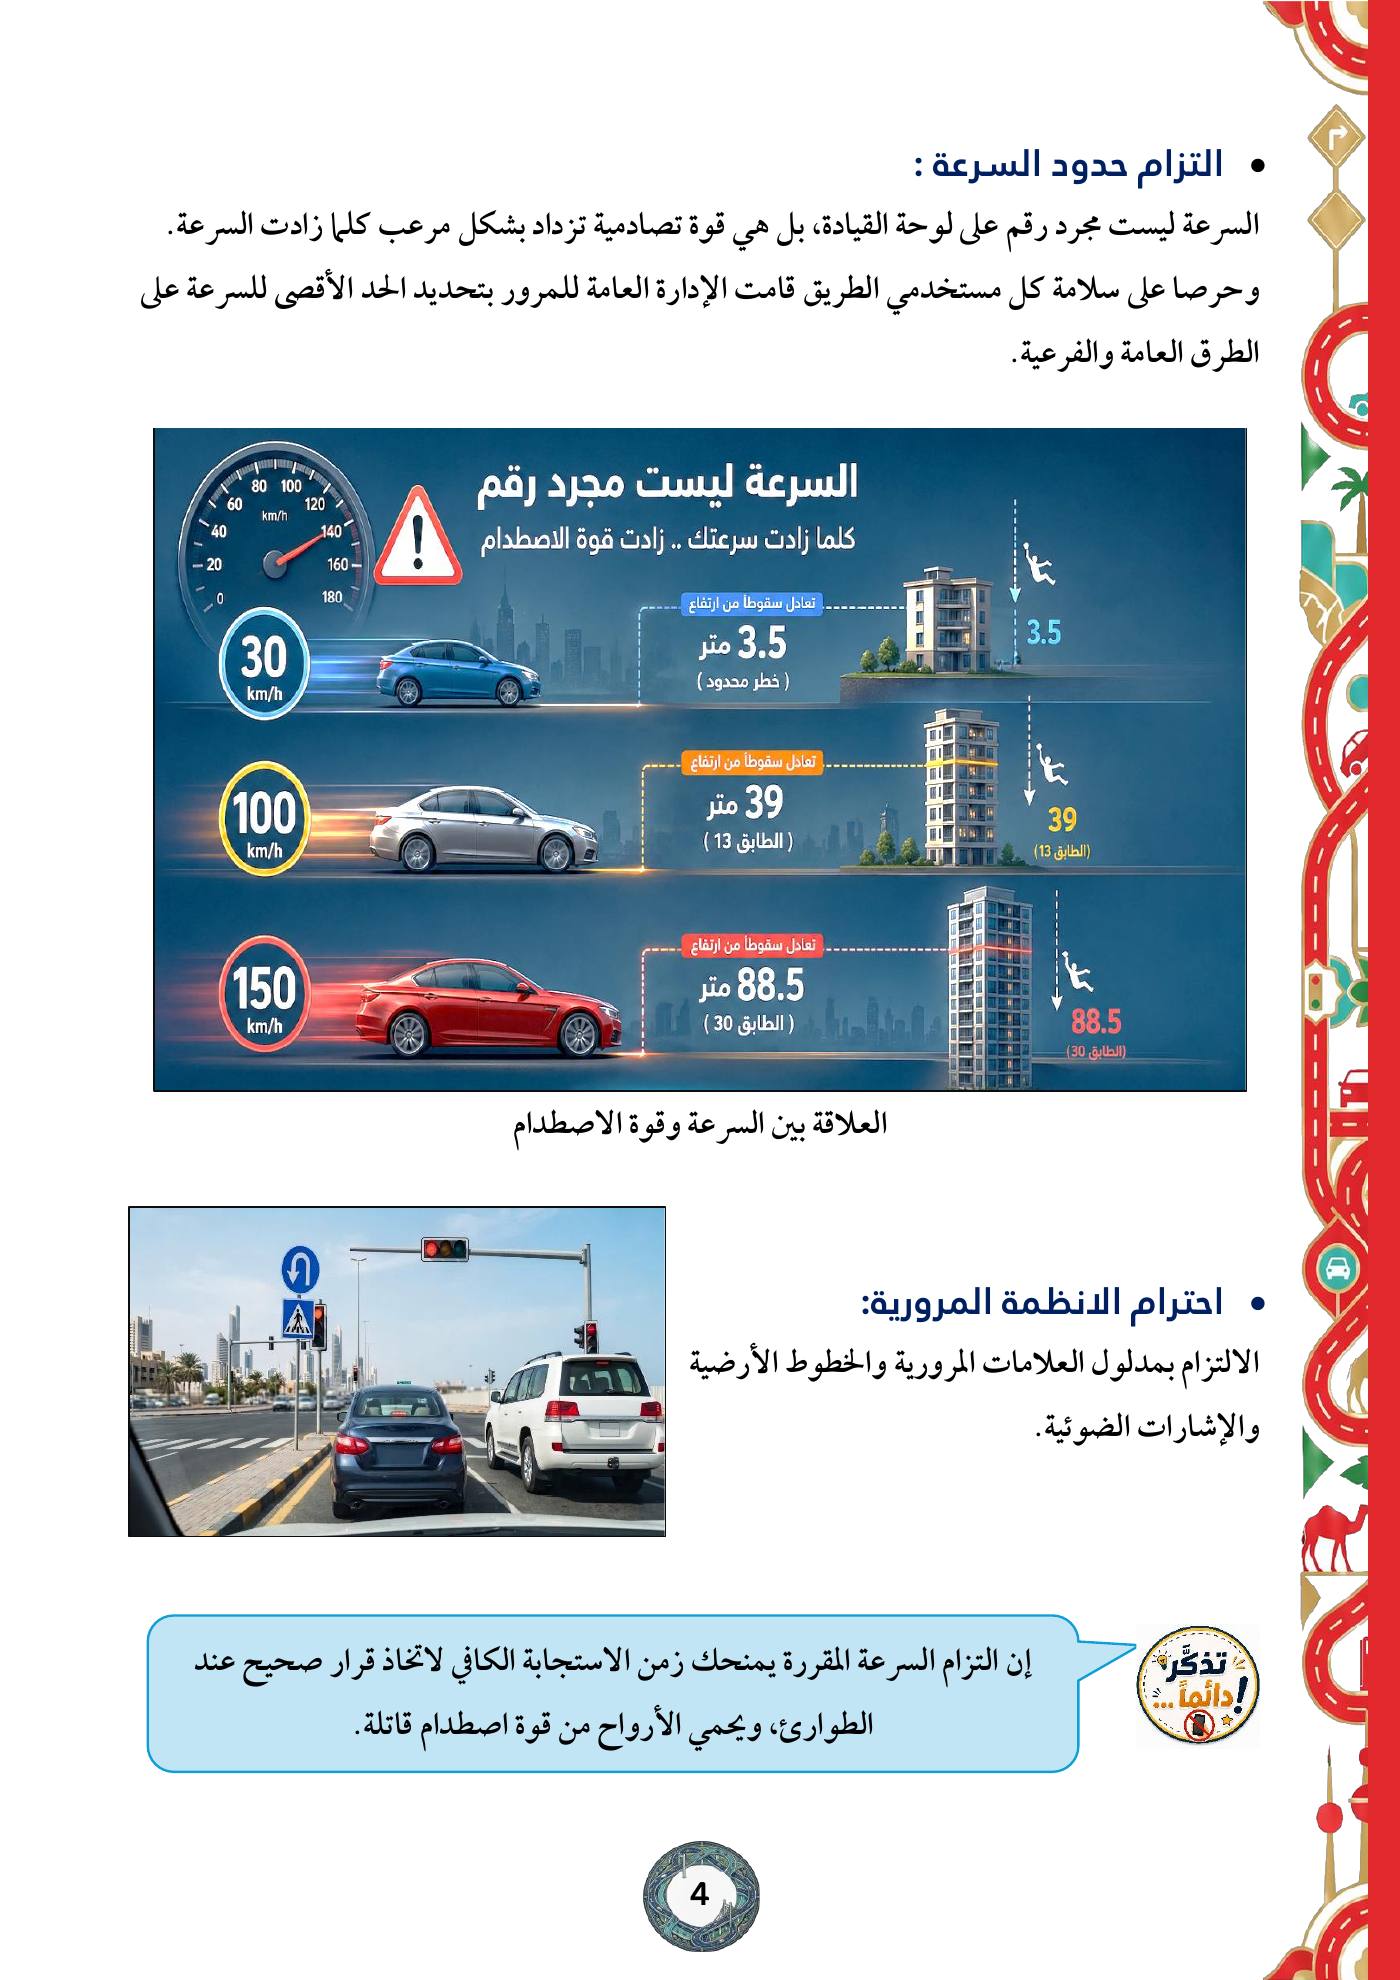 • التزام حدود السرعة :
السرعة ليست مجرد رقم على لوحة القيادة، بل هي قوة تصادمية تزداد بشكل مرعب كلما زادت السرعة.
وحرصا على سلامة كل مستخدمي الطريق قامت الإدارة العامة للمرور بتحديد الحد الأقصى للسرعة على
الطرق العامة والفرعية.
السرعة ليست مجرد رقم
كلما زادت سرعتك .. زادت قوة الاصطدام
0
20
40
60
80
100
120
140
160
180
km/h
30
km/h
تعادل سقوطاً من ارتفاع
3.5 متر
( خطر محدود )
3.5
100
km/h
تعادل سقوطاً من ارتفاع
39 متر
( الطابق 13 )
39
(الطابق 13)
150
km/h
تعادل سقوطاً من ارتفاع
88.5 متر
( الطابق 30 )
88.5
(الطابق 30)
العلاقة بين السرعة وقوة الاصطدام
• احترام الانظمة المرورية:
الالتزام بمدلول العلامات المرورية والخطوط الأرضية
والإشارات الضوئية.
تذكَّر
دائماً ...!
إن التزام السرعة المقررة يمنحك زمن الاستجابة الكافي لاتخاذ قرار صحيح عند
الطوارئ، ويحمي الأرواح من قوة اصطدام قاتلة.
4